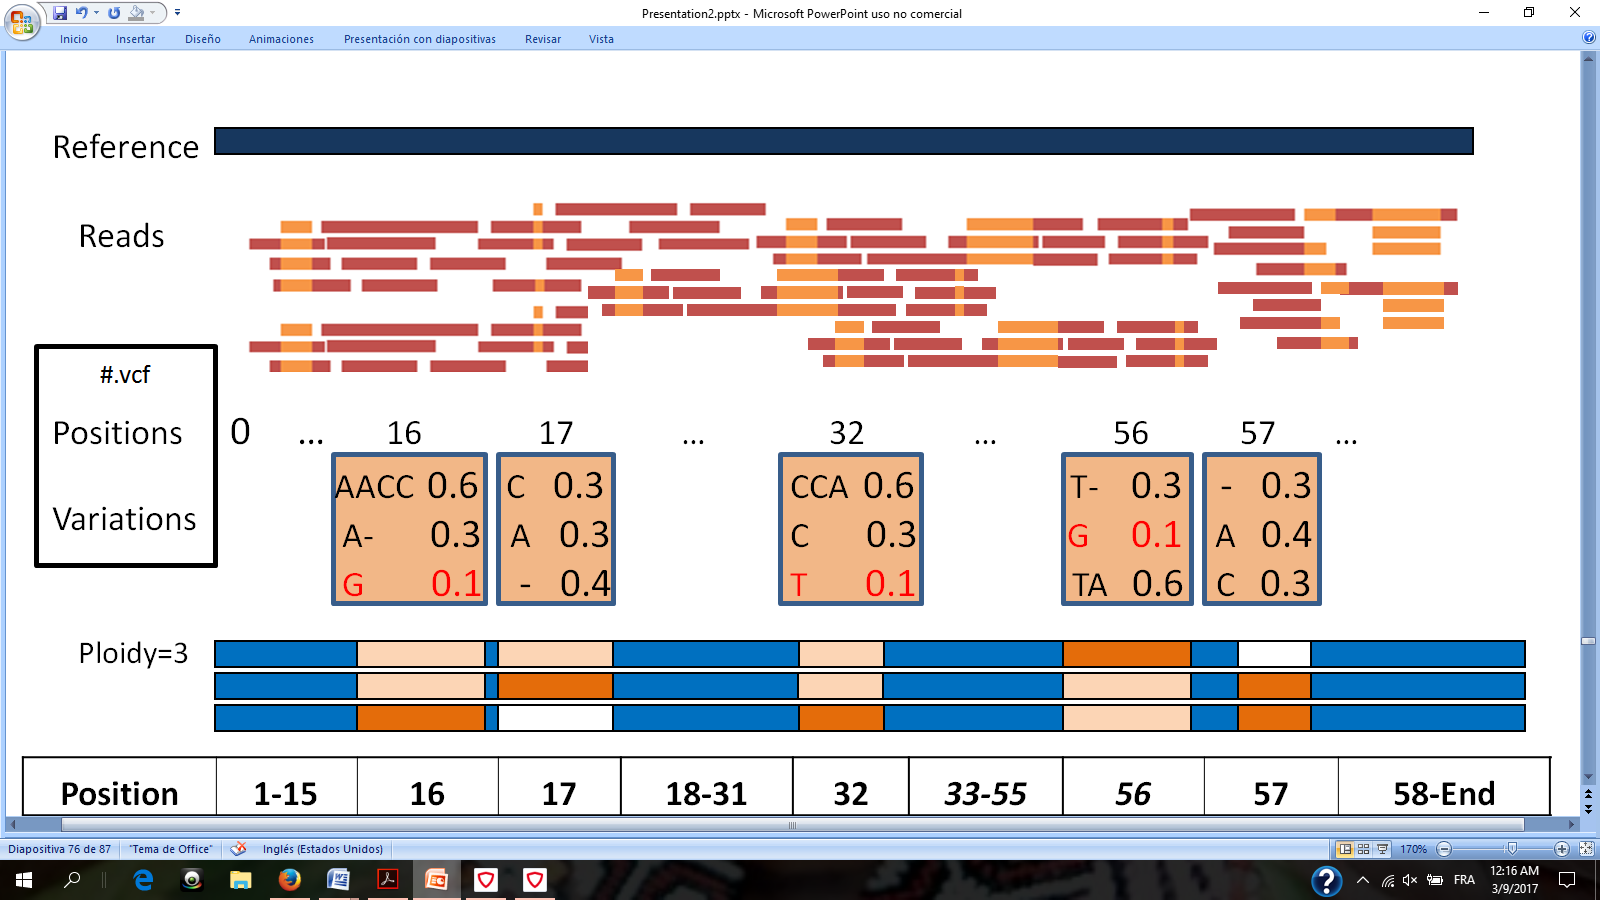 Presentation2.pptx - Microsoft PowerPoint uso no comercial
Inicio Insertar Diseño Animaciones Presentación con diapositivas Revisar Vista
Reference
Reads
#.vcf
Positions 0 ... 16 17 ... 32 ... 56 57 ...
Variations
AACC 0.6 C 0.3 CCA 0.6 T- 0.3 - 0.3
A- 0.3 A 0.3 C 0.3 G 0.1 A 0.4
G 0.1 - 0.4 T 0.1 TA 0.6 C 0.3
Ploidy=3
Position 1-15 16 17 18-31 32 33-55 56 57 58-End
Diapositiva 76 de 87 "Tema de Office" Inglés (Estados Unidos) 170%
FRA 12:16 AM
3/9/2017